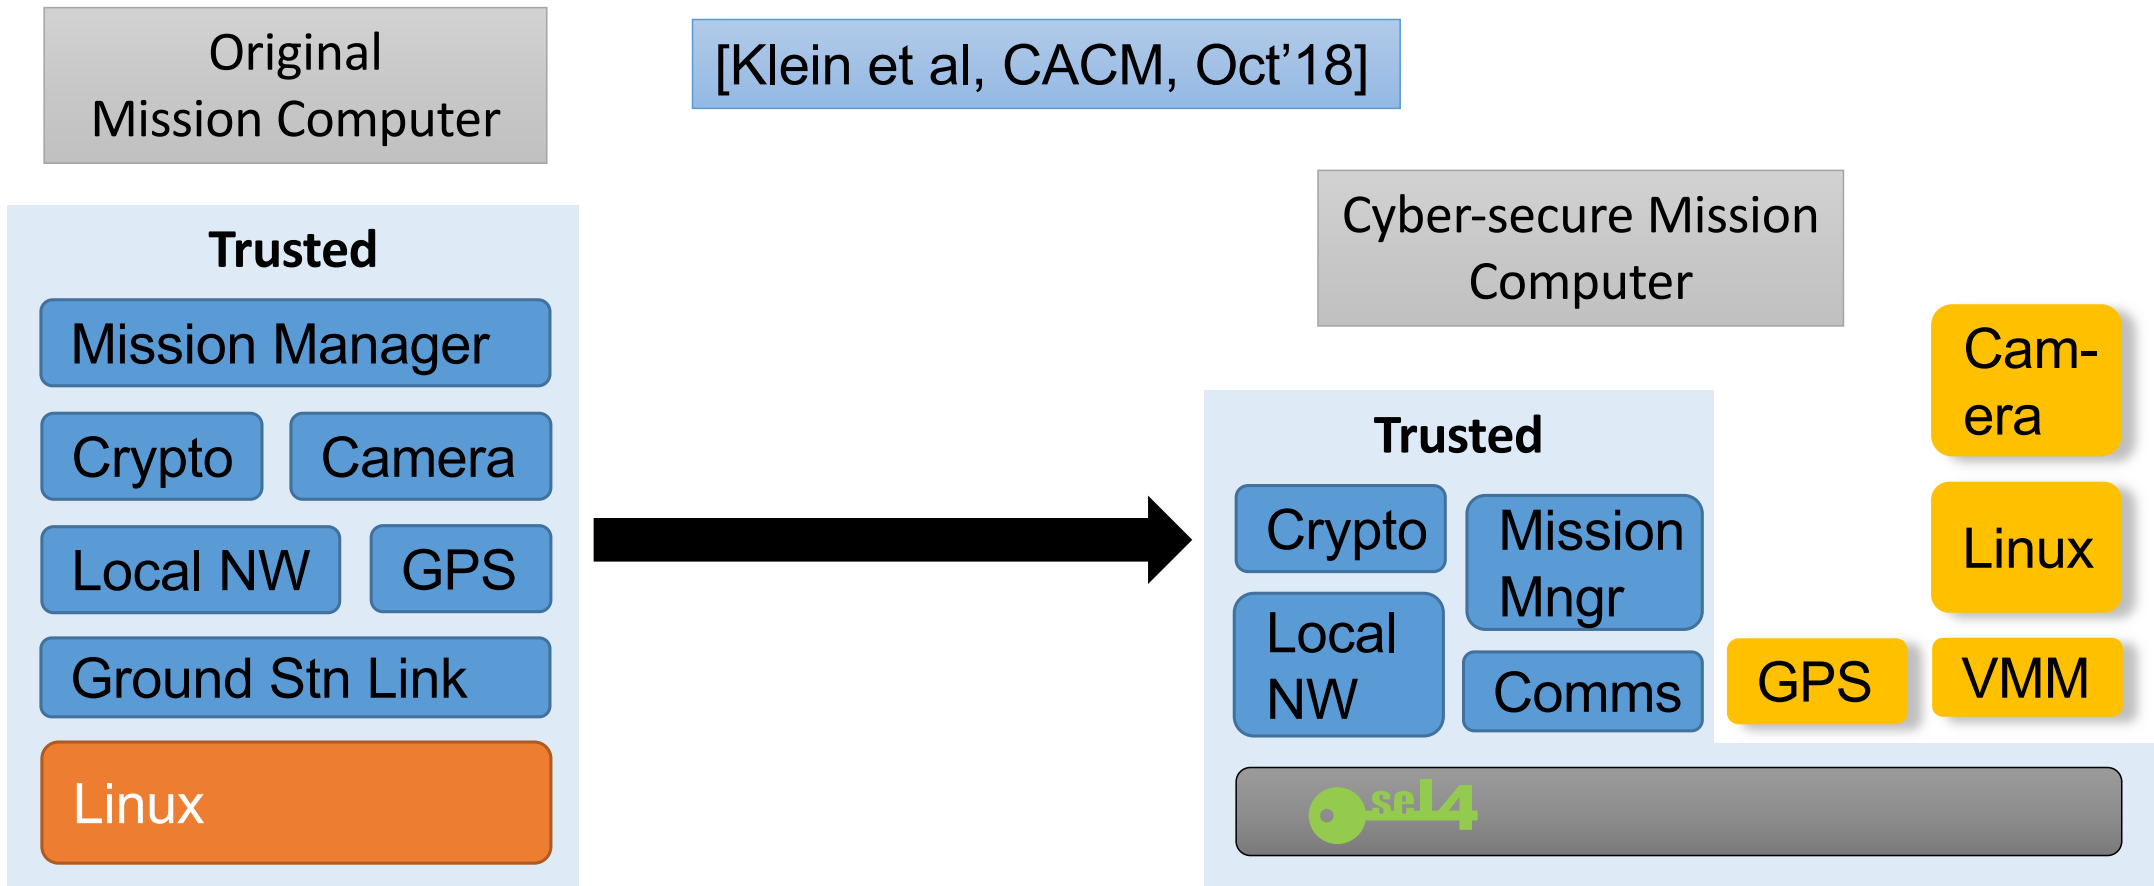 Original
Mission Computer
[Klein et al, CACM, Oct’18]
Trusted
Mission Manager
Crypto
Camera
Local NW
GPS
Ground Stn Link
Linux
Cyber-secure Mission
Computer
Trusted
Crypto
Mission
Mngr
Local
NW
Comms
GPS
Cam-
era
Linux
VMM
seL4